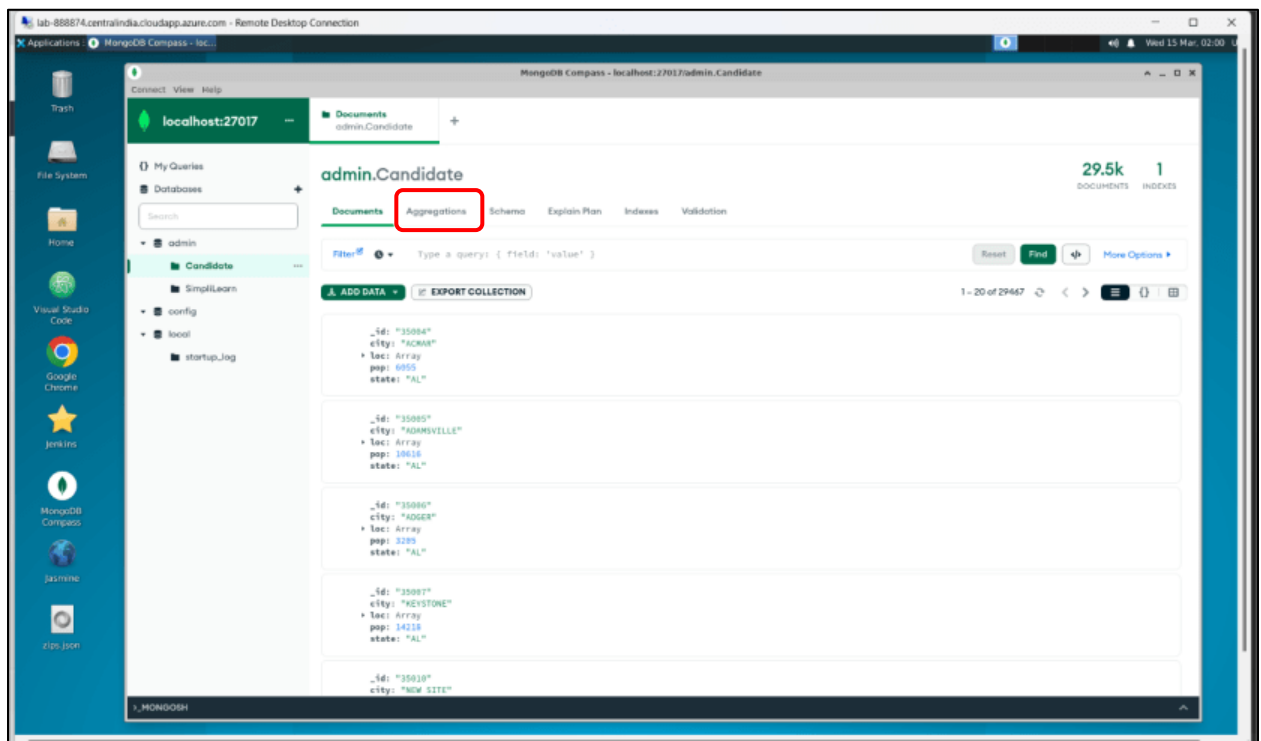 lab-888874.centralindia.cloudapp.azure.com - Remote Desktop Connection
Applications MongoDB Compass - loc... Wed 15 Mar, 02:00 U
MongoDB Compass - localhost:27017/admin.Candidate
Connect View Help
Trash
localhost:27017 ...
Documents
admin.Candidate
+
File System
{} My Queries
Databases +
Search
admin.Candidate
29.5k 1
DOCUMENTS INDEXES
Documents Aggregations Schema Explain Plan Indexes Validation
Home
admin
Candidate ...
SimpliLearn
config
local
startup_log
Filter Type a query: { field: 'value' } Reset Find </> More Options
ADD DATA EXPORT COLLECTION 1 - 20 of 29467 < > {}
Visual Studio
Code
Google
Chrome
Jenkins
MongoDB
Compass
Jasmine
zips.json
_id: "35004"
city: "ACMAR"
loc: Array
pop: 6055
state: "AL"
_id: "35005"
city: "ADAMSVILLE"
loc: Array
pop: 10616
state: "AL"
_id: "35006"
city: "ADGER"
loc: Array
pop: 3205
state: "AL"
_id: "35007"
city: "KEYSTONE"
loc: Array
pop: 14218
state: "AL"
_id: "35010"
city: "NEW SITE"
>_MONGOSH